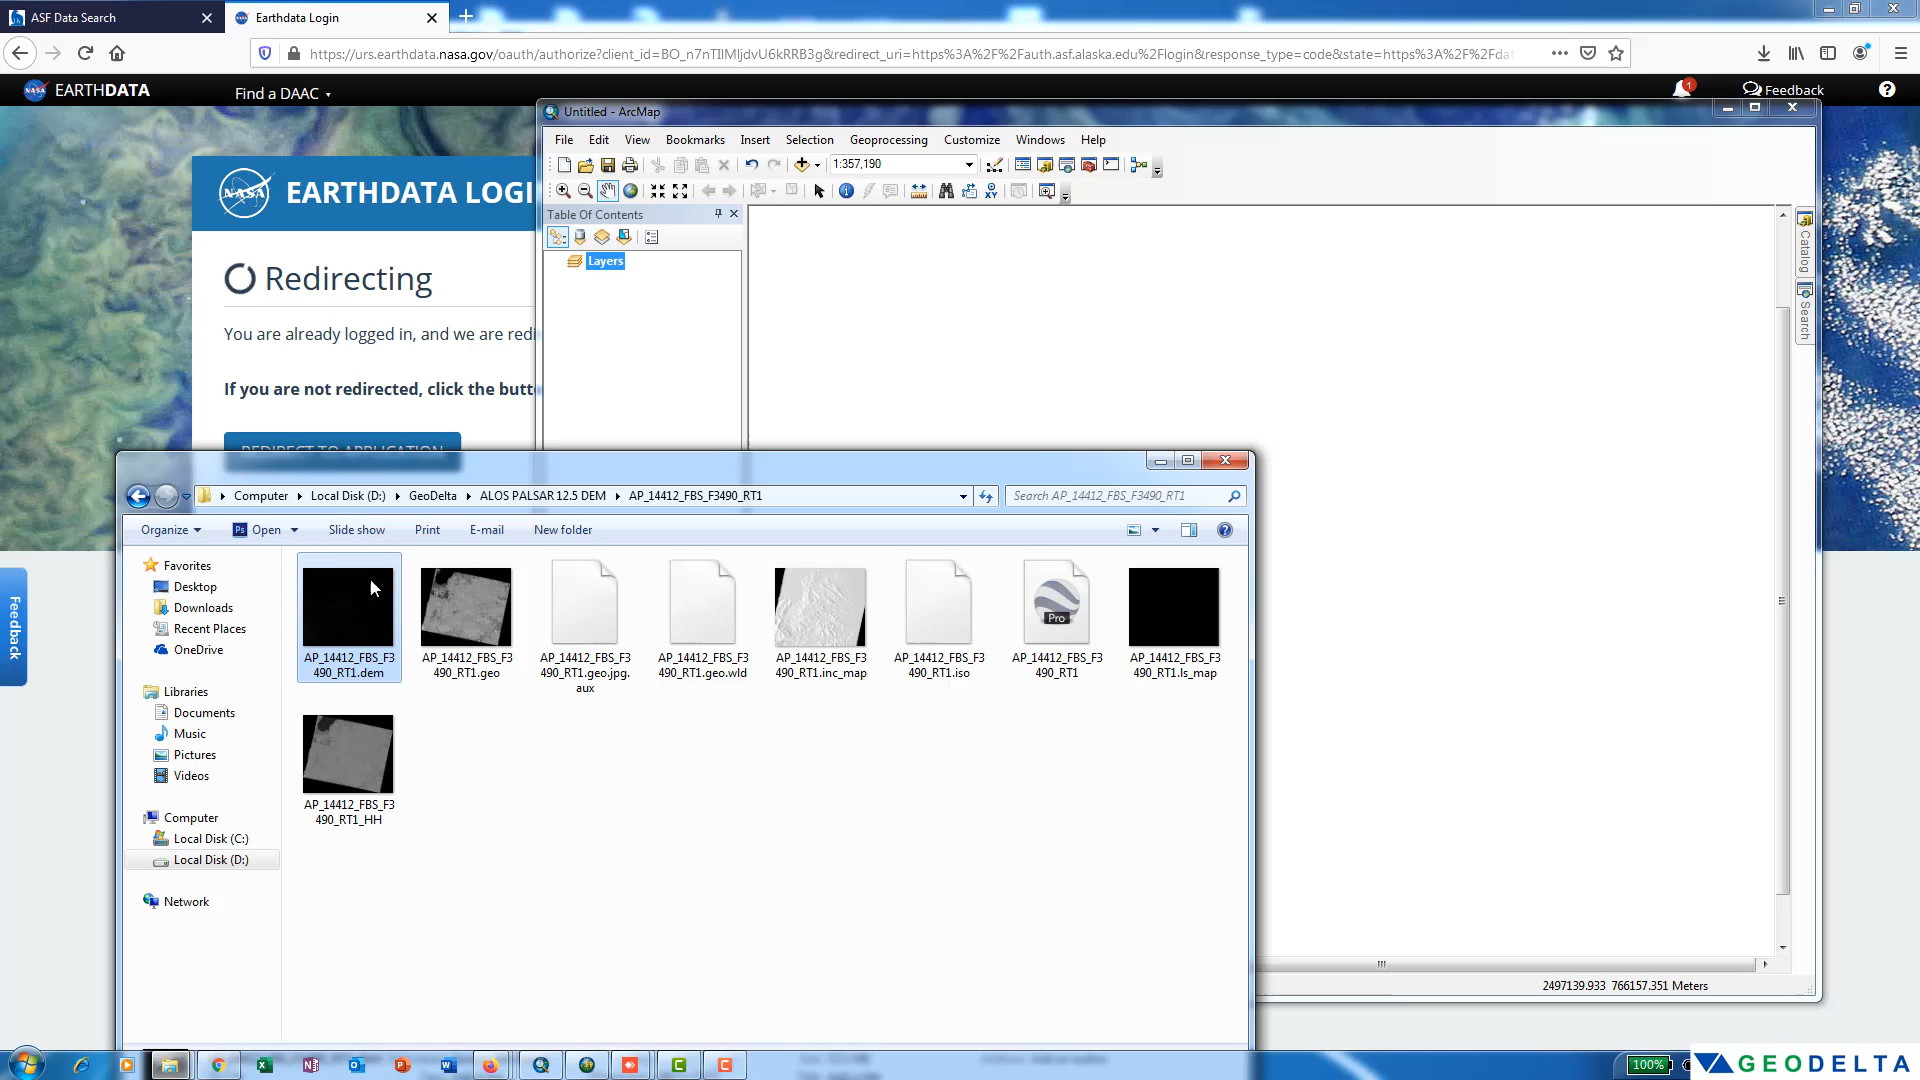 ASF Data Search
Earthdata Login
https://urs.earthdata.nasa.gov/oauth/authorize?client_id=BO_n7nTIlMljdvU6kRRB3g&redirect_uri=https%3A%2F%2Fauth.asf.alaska.edu%2Flogin&response_type=code&state=https%3A%2F%2Fdat
EARTHDATA
Find a DAAC
1
Feedback
?
NASA
EARTHDATA LOGI
Redirecting
You are already logged in, and we are redi
If you are not redirected, click the butto
REDIRECT TO APPLICATION
Feedback
Untitled - ArcMap
File Edit View Bookmarks Insert Selection Geoprocessing Customize Windows Help
1:357,190
Table Of Contents
Layers
Catalog
Search
2497139.933 766157.351 Meters
Computer Local Disk (D:) GeoDelta ALOS PALSAR 12.5 DEM AP_14412_FBS_F3490_RT1
Search AP_14412_FBS_F3490_RT1
Organize
Ps Open
Slide show
Print
E-mail
New folder
Favorites
Desktop
Downloads
Recent Places
OneDrive
Libraries
Documents
Music
Pictures
Videos
Computer
Local Disk (C:)
Local Disk (D:)
Network
AP_14412_FBS_F3
490_RT1.dem
AP_14412_FBS_F3
490_RT1.geo
AP_14412_FBS_F3
490_RT1.geo.jpg.
aux
AP_14412_FBS_F3
490_RT1.geo.wld
AP_14412_FBS_F3
490_RT1.inc_map
AP_14412_FBS_F3
490_RT1.iso
Pro
AP_14412_FBS_F3
490_RT1
AP_14412_FBS_F3
490_RT1.ls_map
AP_14412_FBS_F3
490_RT1_HH
100%
GEODELTA